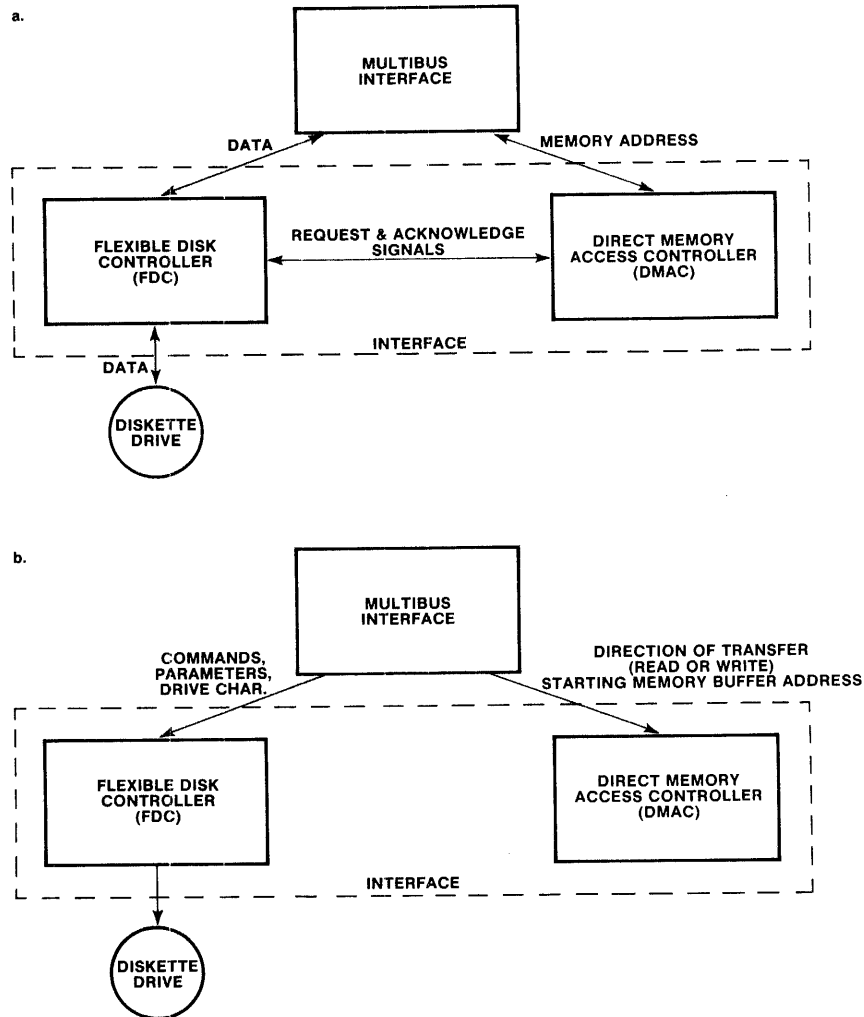 a.
MULTIBUS
INTERFACE
DATA
MEMORY ADDRESS
FLEXIBLE DISK
CONTROLLER
(FDC)
REQUEST & ACKNOWLEDGE
SIGNALS
DIRECT MEMORY
ACCESS CONTROLLER
(DMAC)
INTERFACE
DATA
DISKETTE
DRIVE
b.
MULTIBUS
INTERFACE
COMMANDS,
PARAMETERS,
DRIVE CHAR.
DIRECTION OF TRANSFER
(READ OR WRITE)
STARTING MEMORY BUFFER ADDRESS
FLEXIBLE DISK
CONTROLLER
(FDC)
DIRECT MEMORY
ACCESS CONTROLLER
(DMAC)
INTERFACE
DISKETTE
DRIVE